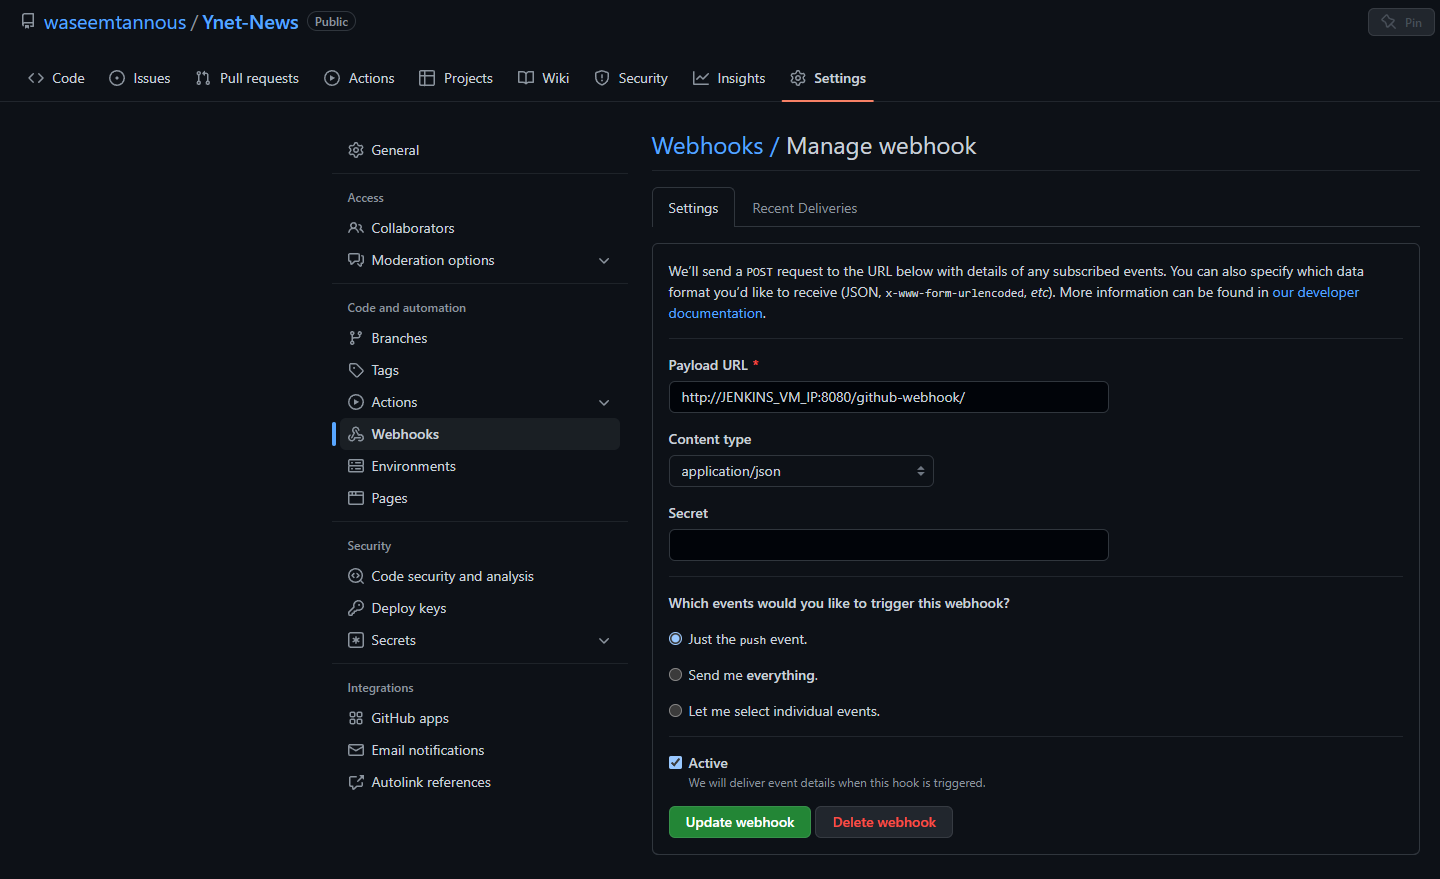 waseemtannous / Ynet-News Public
Pin
Code Issues Pull requests Actions Projects Wiki Security Insights Settings
General
Access
Collaborators
Moderation options
Code and automation
Branches
Tags
Actions
Webhooks
Environments
Pages
Security
Code security and analysis
Deploy keys
Secrets
Integrations
GitHub apps
Email notifications
Autolink references
Webhooks / Manage webhook
Settings Recent Deliveries
We’ll send a POST request to the URL below with details of any subscribed events. You can also specify which data
format you’d like to receive (JSON, x-www-form-urlencoded, etc). More information can be found in our developer
documentation.
Payload URL *
http://JENKINS_VM_IP:8080/github-webhook/
Content type
application/json
Secret
Which events would you like to trigger this webhook?
Just the push event.
Send me everything.
Let me select individual events.
Active
We will deliver event details when this hook is triggered.
Update webhook Delete webhook